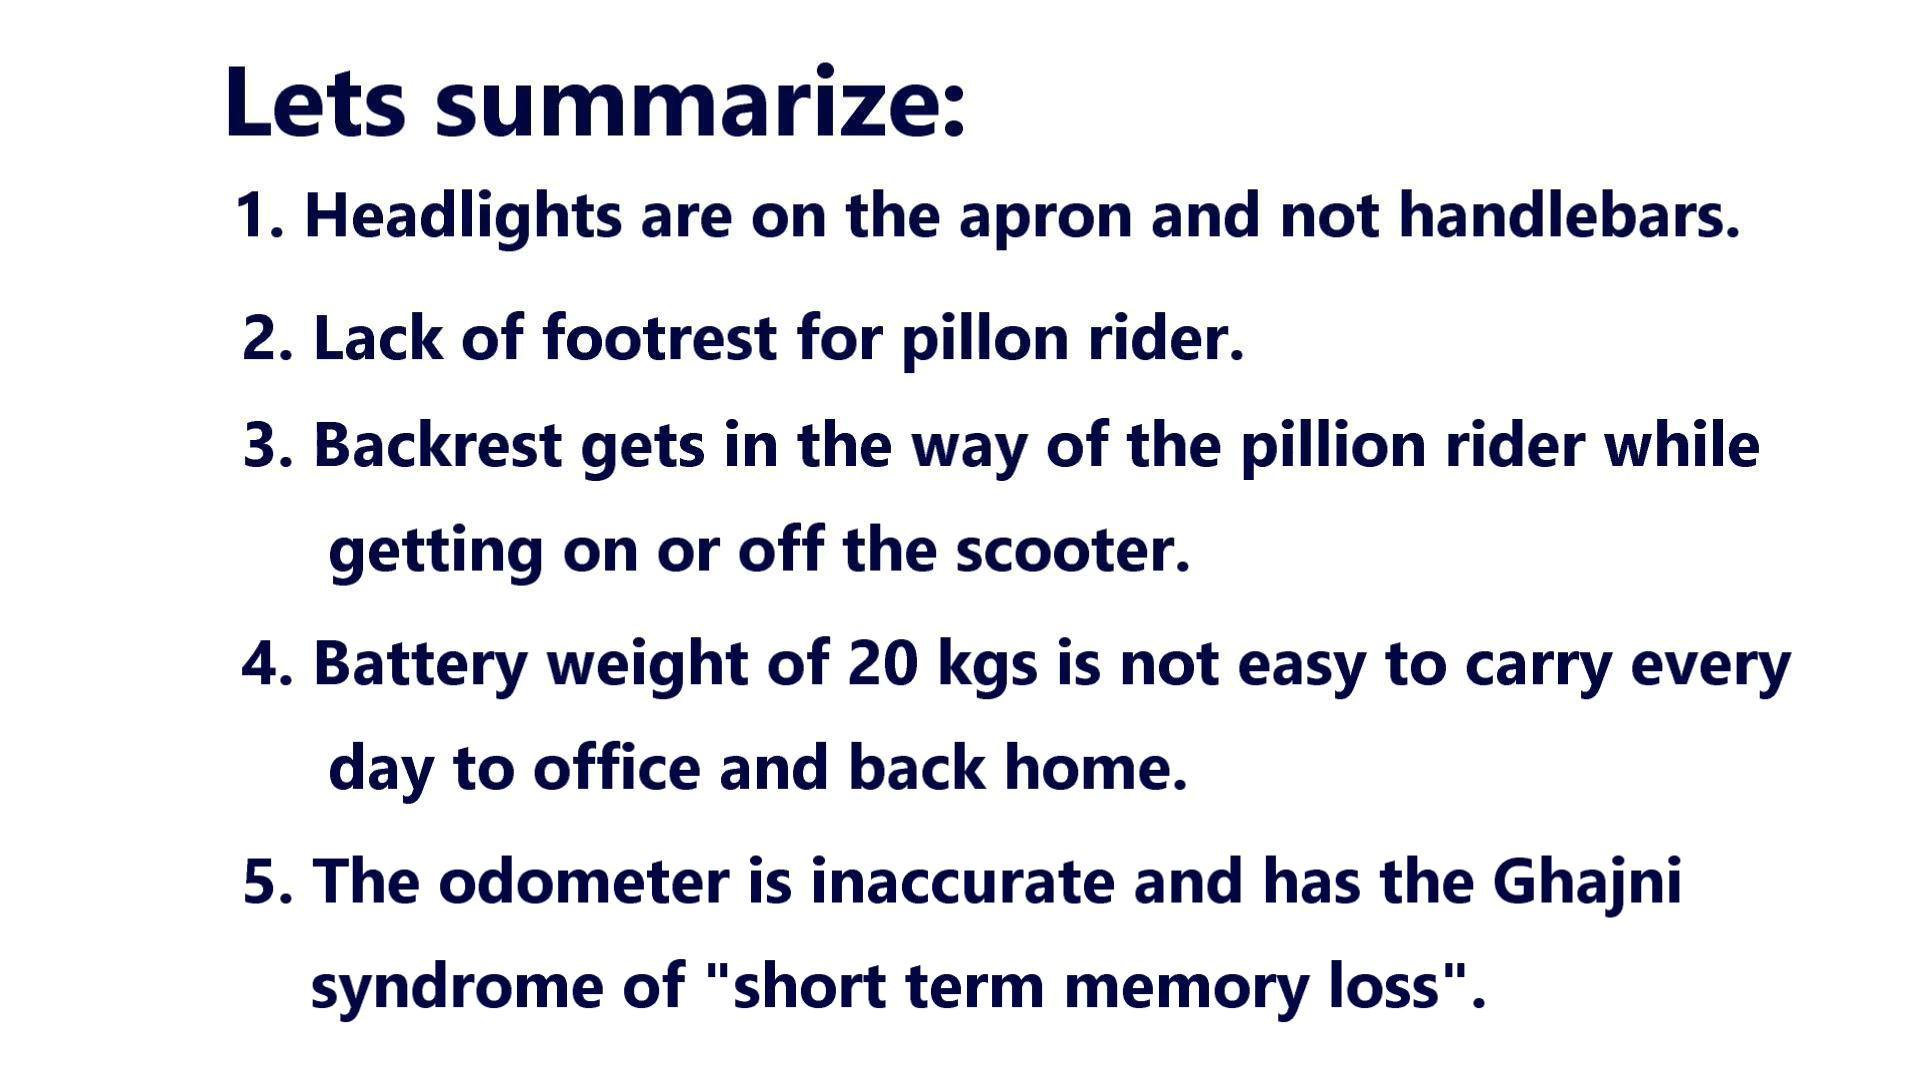 Lets summarize:
1. Headlights are on the apron and not handlebars.
2. Lack of footrest for pillon rider.
3. Backrest gets in the way of the pillion rider while
getting on or off the scooter.
4. Battery weight of 20 kgs is not easy to carry every
day to office and back home.
5. The odometer is inaccurate and has the Ghajni
syndrome of "short term memory loss".